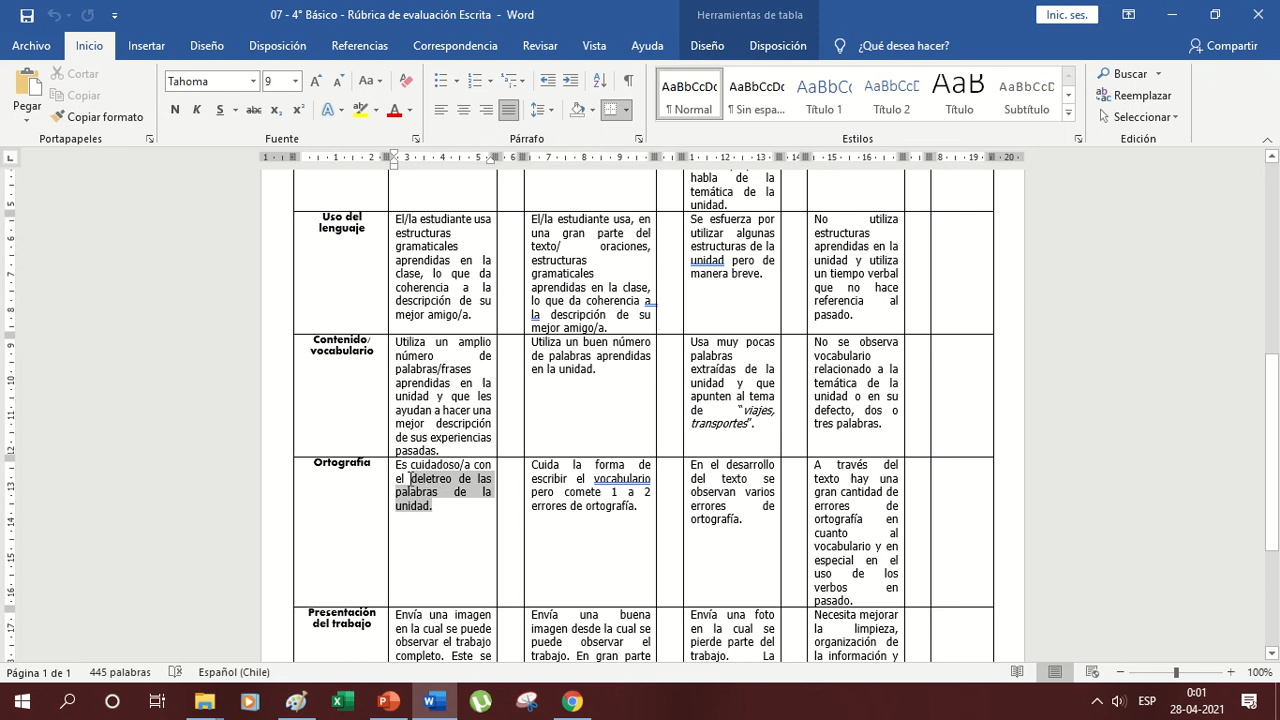 07 - 4° Básico - Rúbrica de evaluación Escrita - Word
Herramientas de tabla
Inic. ses.
Archivo Inicio Insertar Diseño Disposición Referencias Correspondencia Revisar Vista Ayuda Diseño Disposición ¿Qué desea hacer? Compartir
Pegar
Cortar
Copiar
Copiar formato
Portapapeles
Tahoma 9
N K S abc x₂ x²
Fuente
Párrafo
AaBbCcDc AaBbCcDc AaBbCc AaBbCcD AaB AaBbCcD
¶ Normal ¶ Sin espa... Título 1 Título 2 Título Subtítulo
Estilos
Buscar
Reemplazar
Seleccionar
Edición
habla de la
temática de la
unidad.
Uso del
lenguaje
El/la estudiante usa
estructuras
gramaticales
aprendidas en la
clase, lo que da
coherencia a la
descripción de su
mejor amigo/a.
El/la estudiante usa, en
una gran parte del
texto/ oraciones,
estructuras
gramaticales
aprendidas en la clase,
lo que da coherencia a
la descripción de su
mejor amigo/a.
Se esfuerza por
utilizar algunas
estructuras de la
unidad pero de
manera breve.
No utiliza
estructuras
aprendidas en la
unidad y utiliza
un tiempo verbal
que no hace
referencia al
pasado.
Contenido/
vocabulario
Utiliza un amplio
número de
palabras/frases
aprendidas en la
unidad y que les
ayudan a hacer una
mejor descripción
de sus experiencias
pasadas.
Utiliza un buen número
de palabras aprendidas
en la unidad.
Usa muy pocas
palabras
extraídas de la
unidad y que
apunten al tema
de "viajes,
transportes".
No se observa
vocabulario
relacionado a la
temática de la
unidad o en su
defecto, dos o
tres palabras.
Ortografía
Es cuidadoso/a con
el deletreo de las
palabras de la
unidad.
Cuida la forma de
escribir el vocabulario
pero comete 1 a 2
errores de ortografía.
En el desarrollo
del texto se
observan varios
errores de
ortografía.
A través del
texto hay una
gran cantidad de
errores de
ortografía en
cuanto al
vocabulario y en
especial en el
uso de los
verbos en
pasado.
Presentación
del trabajo
Envía una imagen
en la cual se puede
observar el trabajo
completo. Este se
Envía una buena
imagen desde la cual se
puede observar el
trabajo. En gran parte
Envía una foto
en la cual se
pierde parte del
trabajo. La
Necesita mejorar
la limpieza,
organización de
la información y
Página 1 de 1 445 palabras Español (Chile) 100%
ESP
0:01
28-04-2021